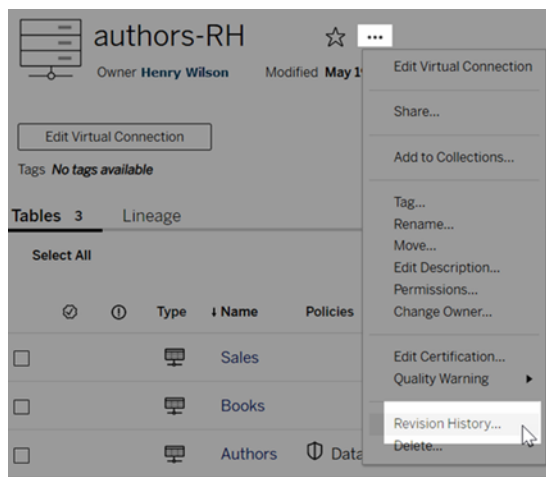 authors-RH
Owner Henry Wilson Modified May 1
Edit Virtual Connection
Tags No tags available
Tables 3 Lineage
Select All
Type ↓ Name Policies
Sales
Books
Authors Data
...
Edit Virtual Connection
Share...
Add to Collections...
Tag...
Rename...
Move...
Edit Description...
Permissions...
Change Owner...
Edit Certification...
Quality Warning
Revision History...
Delete...